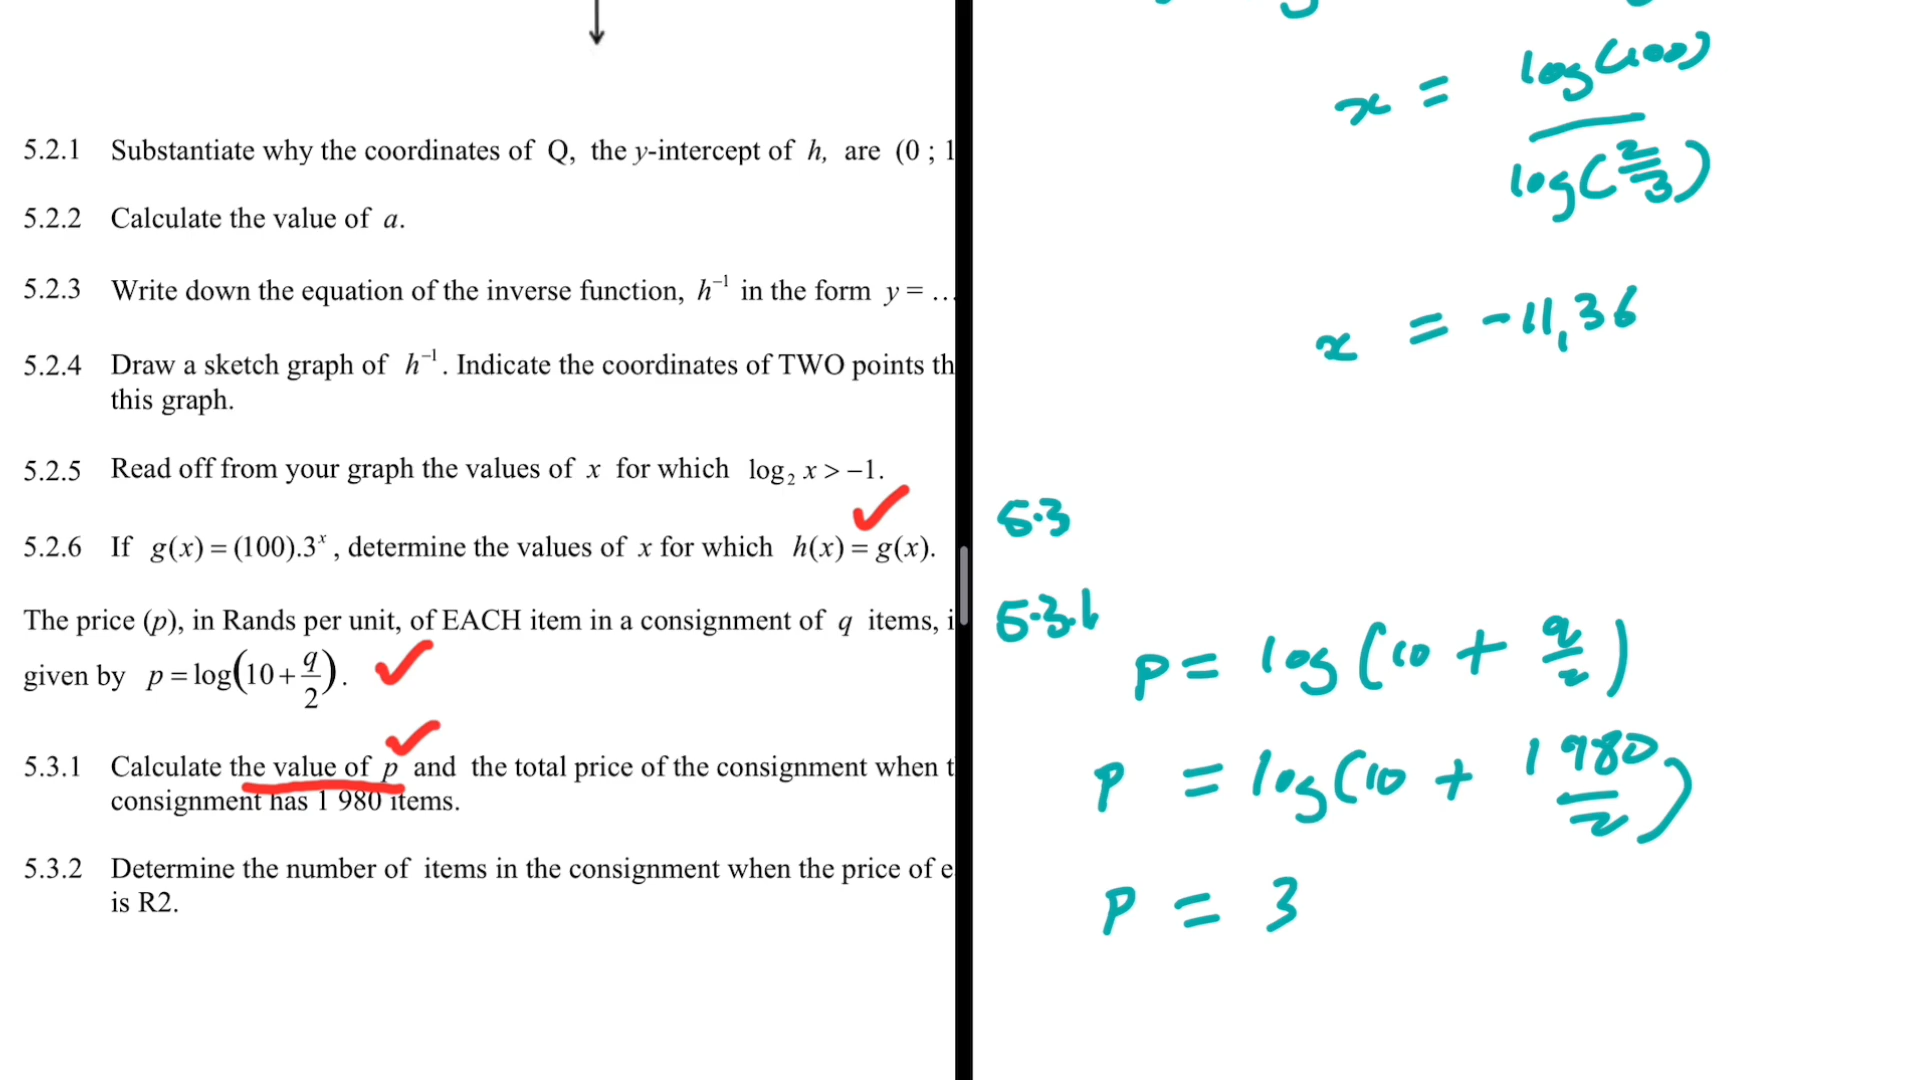 5.2.1 Substantiate why the coordinates of Q, the y-intercept of h, are (0 ; 1
5.2.2 Calculate the value of a.
5.2.3 Write down the equation of the inverse function, h⁻¹ in the form y = …
5.2.4 Draw a sketch graph of h⁻¹. Indicate the coordinates of TWO points th
this graph.
5.2.5 Read off from your graph the values of x for which log₂ x > −1.
5.2.6 If g(x) = (100).3ˣ, determine the values of x for which h(x) = g(x).
The price (p), in Rands per unit, of EACH item in a consignment of q items, i
given by p = log(10 + q/2).
5.3.1 Calculate the value of p and the total price of the consignment when t
consignment has 1 980 items.
5.3.2 Determine the number of items in the consignment when the price of e
is R2.
x = log(100) / log(2/3)
x = -11,36
5.3
5.3.1
p = log(10 + q/2)
p = log(10 + 1980/2)
p = 3